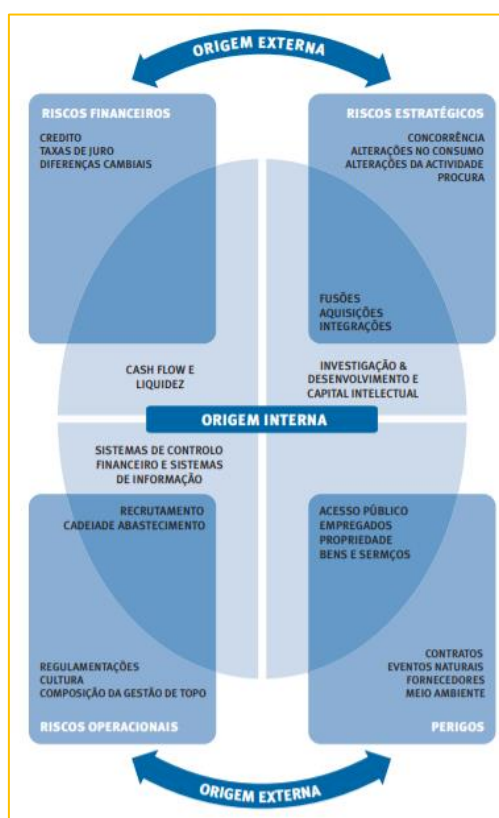 ORIGEM EXTERNA
RISCOS FINANCEIROS
CREDITO
TAXAS DE JURO
DIFERENÇAS CAMBIAIS
RISCOS ESTRATÉGICOS
CONCORRÊNCIA
ALTERAÇÕES NO CONSUMO
ALTERAÇÕES DA ACTIVIDADE
PROCURA
FUSÕES
AQUISIÇÕES
INTEGRAÇÕES
CASH FLOW E
LIQUIDEZ
INVESTIGAÇÃO &
DESENVOLVIMENTO E
CAPITAL INTELECTUAL
ORIGEM INTERNA
SISTEMAS DE CONTROLO
FINANCEIRO E SISTEMAS
DE INFORMAÇÃO
RECRUTAMENTO
CADEIADE ABASTECIMENTO
ACESSO PÚBLICO
EMPREGADOS
PROPRIEDADE
BENS E SERMÇOS
REGULAMENTAÇÕES
CULTURA
COMPOSIÇÃO DA GESTÃO DE TOPO
RISCOS OPERACIONAIS
CONTRATOS
EVENTOS NATURAIS
FORNECEDORES
MEIO AMBIENTE
PERIGOS
ORIGEM EXTERNA